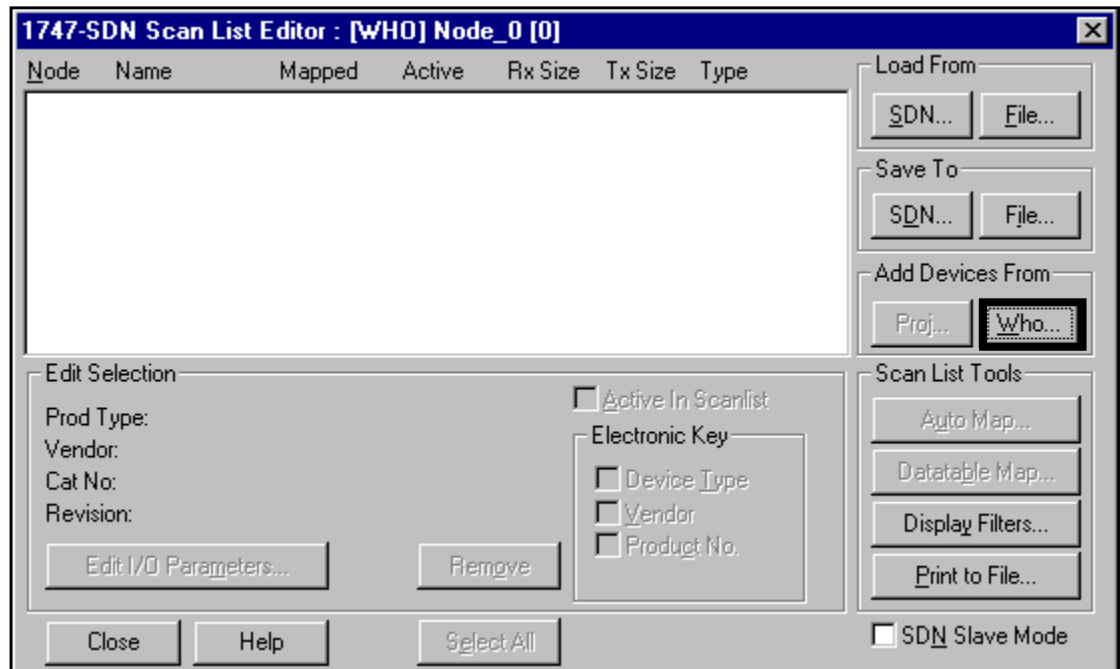 1747-SDN Scan List Editor : [WHO] Node_0 [0]
Node Name Mapped Active Rx Size Tx Size Type
Load From
SDN... File...
Save To
SDN... File...
Add Devices From
Proj... Who...
Edit Selection
Prod Type:
Vendor:
Cat No:
Revision:
Edit I/O Parameters... Remove
Active In Scanlist
Electronic Key
Device Type
Vendor
Product No.
Scan List Tools
Auto Map...
Datatable Map...
Display Filters...
Print to File...
Close Help Select All
SDN Slave Mode